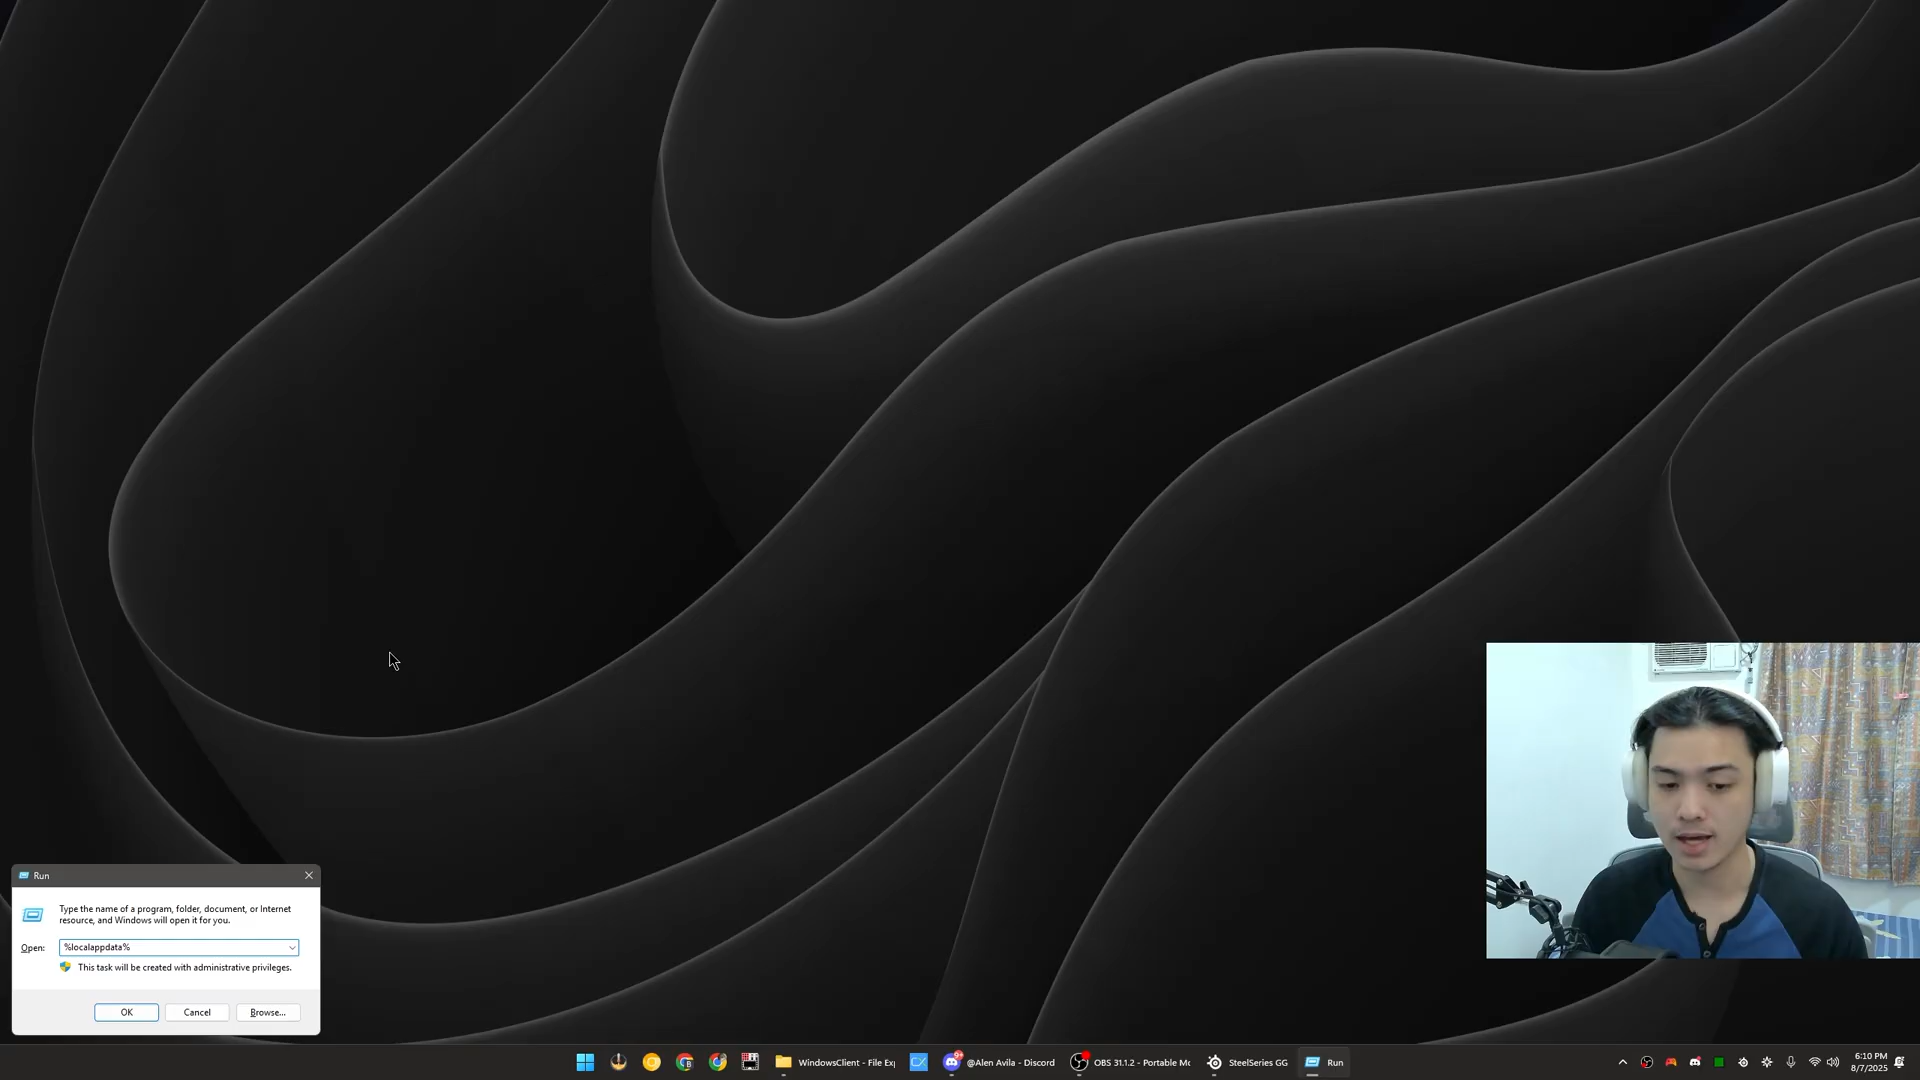 Run
Type the name of a program, folder, document, or Internet
resource, and Windows will open it for you.
Open:
%localappdata%
This task will be created with administrative privileges.
OK
Cancel
Browse...
WindowsClient - File Ex
@Alen Avila - Discord
OBS 31.1.2 - Portable Mo
SteelSeries GG
Run
6:10 PM
8/7/2025